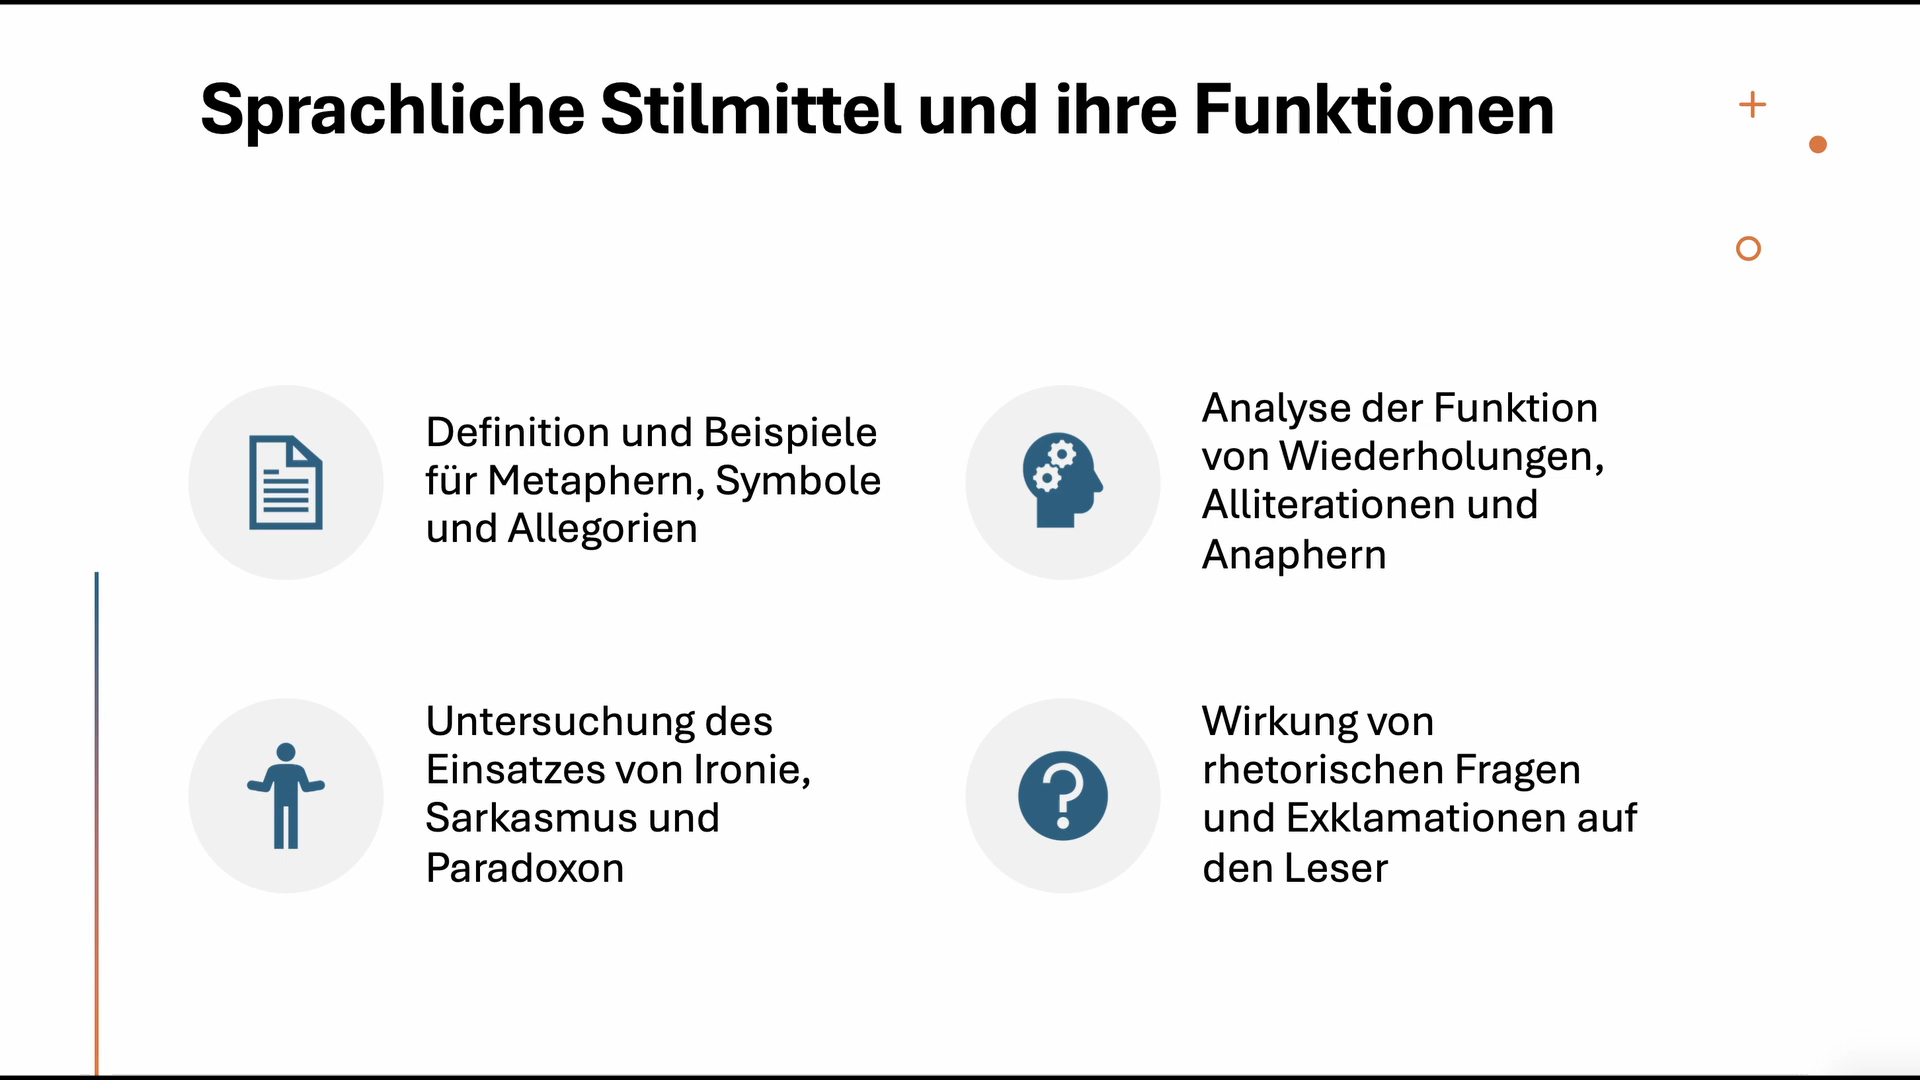 Sprachliche Stilmittel und ihre Funktionen
Definition und Beispiele
für Metaphern, Symbole
und Allegorien
Analyse der Funktion
von Wiederholungen,
Alliterationen und
Anaphern
Untersuchung des
Einsatzes von Ironie,
Sarkasmus und
Paradoxon
Wirkung von
rhetorischen Fragen
und Exklamationen auf
den Leser